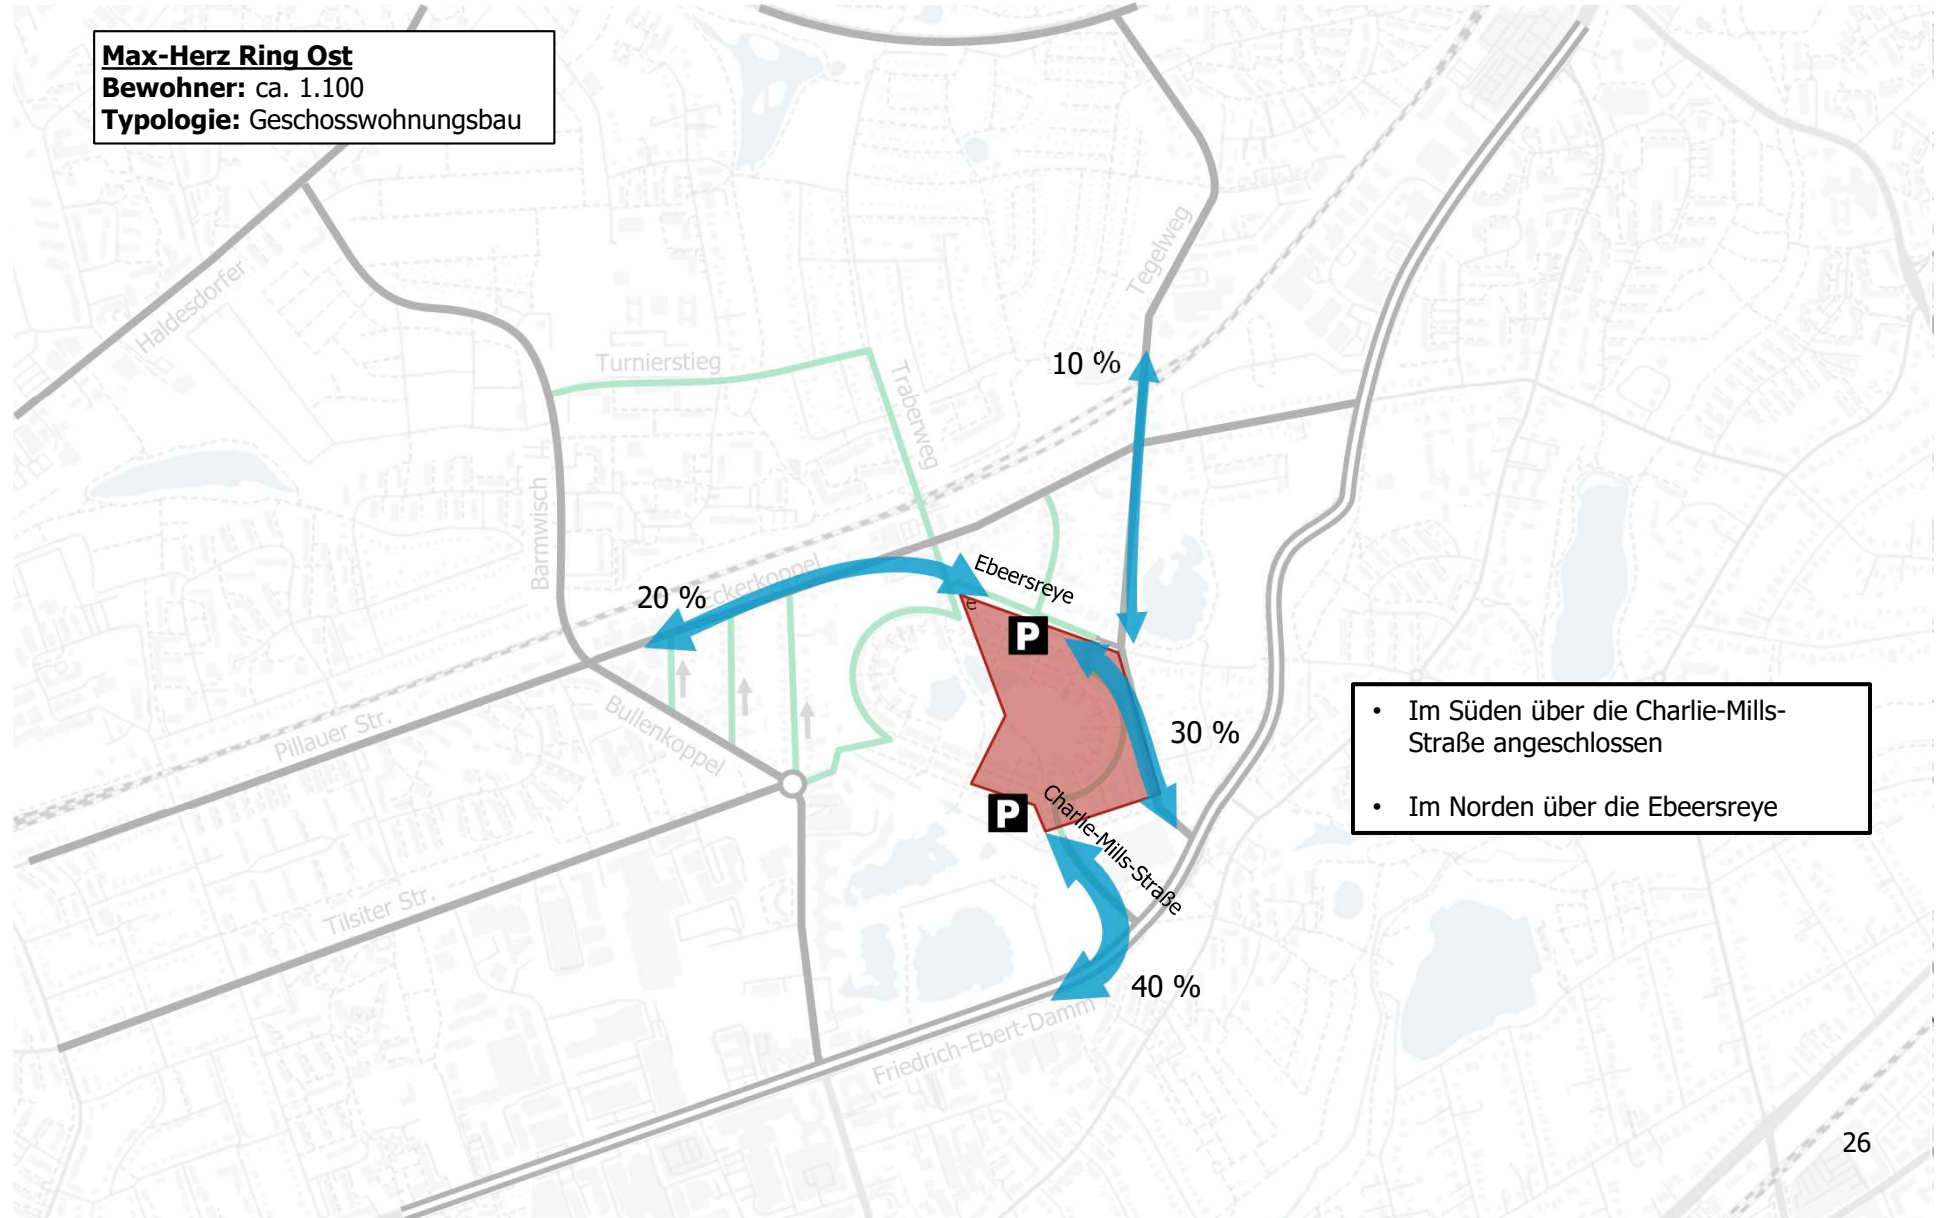 Max-Herz Ring Ost
Bewohner: ca. 1.100
Typologie: Geschosswohnungsbau
Haldesdorfer
Tegelweg
Turnierstieg
10 %
Traberweg
Barmwisch
Ebeersreye
ckerkoppel
20 %
e
P
Bullenkoppel
Pillauer Str.
30 %
• Im Süden über die Charlie-Mills-
Straße angeschlossen
• Im Norden über die Ebeersreye
P
Charlie-Mills-Straße
Tilsiter Str.
40 %
Friedrich-Ebert-Damm
26